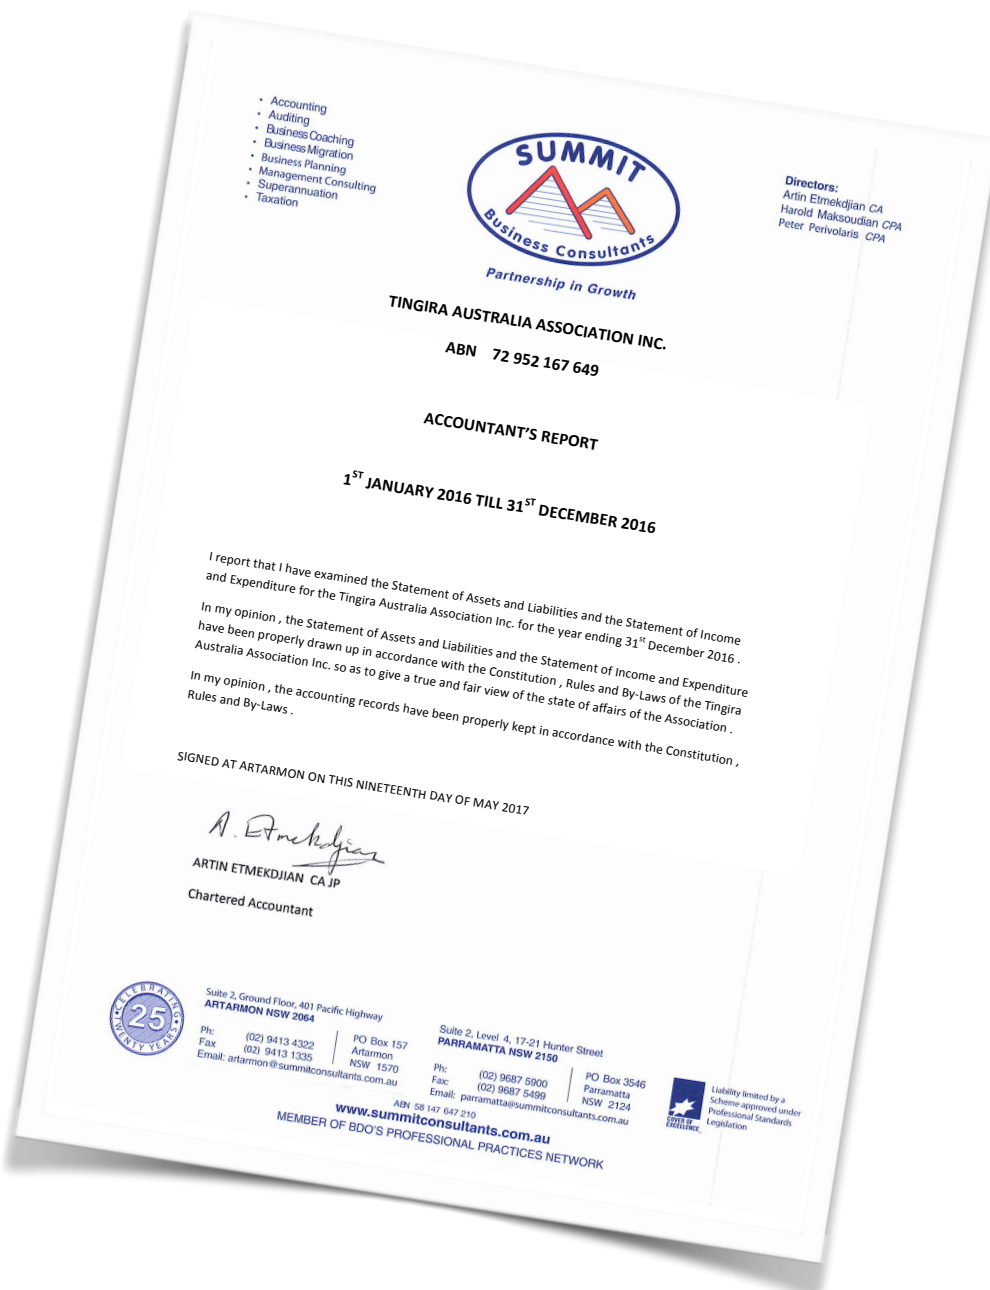 • Accounting
• Auditing
• Business Coaching
• Business Migration
• Business Planning
• Management Consulting
• Superannuation
• Taxation
SUMMIT
Business Consultants
Partnership in Growth
Directors:
Artin Etmekdjian CA
Harold Maksoudian CPA
Peter Perivolaris CPA
TINGIRA AUSTRALIA ASSOCIATION INC.
ABN 72 952 167 649
ACCOUNTANT'S REPORT
1ST JANUARY 2016 TILL 31ST DECEMBER 2016
I report that I have examined the Statement of Assets and Liabilities and the Statement of Income
and Expenditure for the Tingira Australia Association Inc. for the year ending 31st December 2016 .
In my opinion , the Statement of Assets and Liabilities and the Statement of Income and Expenditure
have been properly drawn up in accordance with the Constitution , Rules and By-Laws of the Tingira
Australia Association Inc. so as to give a true and fair view of the state of affairs of the Association .
In my opinion , the accounting records have been properly kept in accordance with the Constitution ,
Rules and By-Laws .
SIGNED AT ARTARMON ON THIS NINETEENTH DAY OF MAY 2017
A. Etmekdjian
ARTIN ETMEKDJIAN CA JP
Chartered Accountant
CELEBRATING
25
TWENTY YEARS
Suite 2, Ground Floor, 401 Pacific Highway
ARTARMON NSW 2064
Ph: (02) 9413 4322
Fax (02) 9413 1335
Email: artarmon@summitconsultants.com.au
PO Box 157
Artarmon
NSW 1570
Suite 2, Level 4, 17-21 Hunter Street
PARRAMATTA NSW 2150
Ph: (02) 9687 5900
Fax: (02) 9687 5499
Email: parramatta@summitconsultants.com.au
PO Box 3546
Parramatta
NSW 2124
ABN 58 147 647 210
www.summitconsultants.com.au
MEMBER OF BDO'S PROFESSIONAL PRACTICES NETWORK
COVER OF
EXCELLENCE
Liability limited by a
Scheme approved under
Professional Standards
Legislation